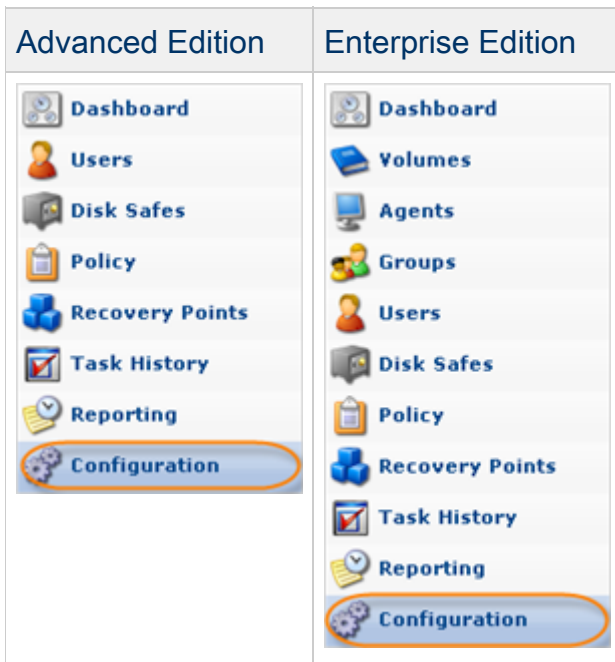 Advanced Edition
Dashboard
Users
Disk Safes
Policy
Recovery Points
Task History
Reporting
Configuration
Enterprise Edition
Dashboard
Volumes
Agents
Groups
Users
Disk Safes
Policy
Recovery Points
Task History
Reporting
Configuration